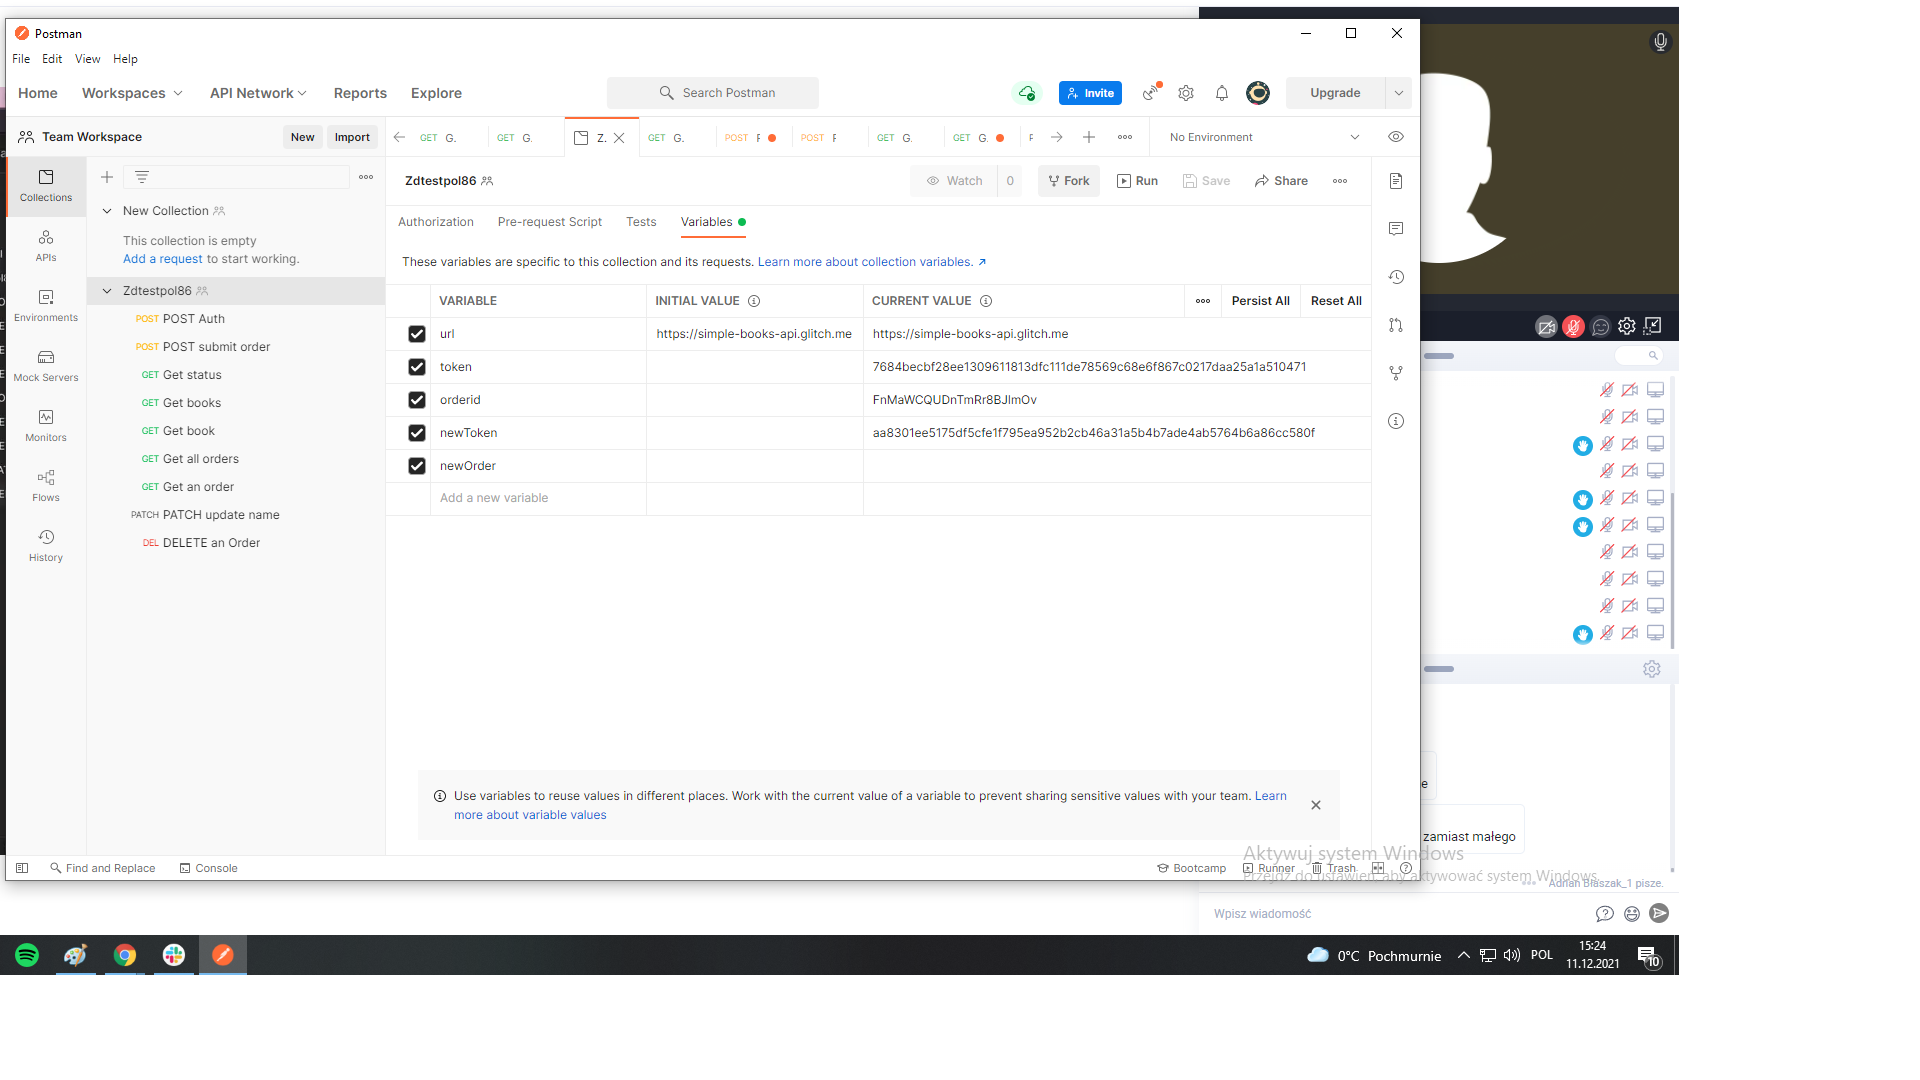 Postman
File Edit View Help
Home Workspaces API Network Reports Explore
Search Postman
Invite
Upgrade
Team Workspace
New Import
GET G.
GET G.
Z.
GET G.
POST
POST
GET G.
GET G.
No Environment
Collections
APIs
Environments
Mock Servers
Monitors
Flows
History
New Collection
This collection is empty
Add a request to start working.
Zdtestpol86
POST POST Auth
POST POST submit order
GET Get status
GET Get books
GET Get book
GET Get all orders
GET Get an order
PATCH PATCH update name
DEL DELETE an Order
Zdtestpol86
Watch 0 Fork Run Save Share
Authorization Pre-request Script Tests Variables
These variables are specific to this collection and its requests. Learn more about collection variables. ↗
VARIABLE INITIAL VALUE CURRENT VALUE Persist All Reset All
url https://simple-books-api.glitch.me https://simple-books-api.glitch.me
token 7684becbf28ee1309611813dfc111de78569c68e6f867c0217daa25a1a510471
orderid FnMaWCQUDnTmRr8BJlmOv
newToken aa8301ee5175df5cfe1f795ea952b2cb46a31a5b4b7ade4ab5764b6a86cc580f
newOrder
Add a new variable
Use variables to reuse values in different places. Work with the current value of a variable to prevent sharing sensitive values with your team. Learn
more about variable values
Find and Replace Console
Bootcamp Runner Trash
e
zamiast małego
Aktywuj system Windows
Przejdź do ustawień, aby aktywować system Windows.
Adrian Błaszak_1 pisze.
Wpisz wiadomość
0°C Pochmurnie
POL
15:24
11.12.2021
10